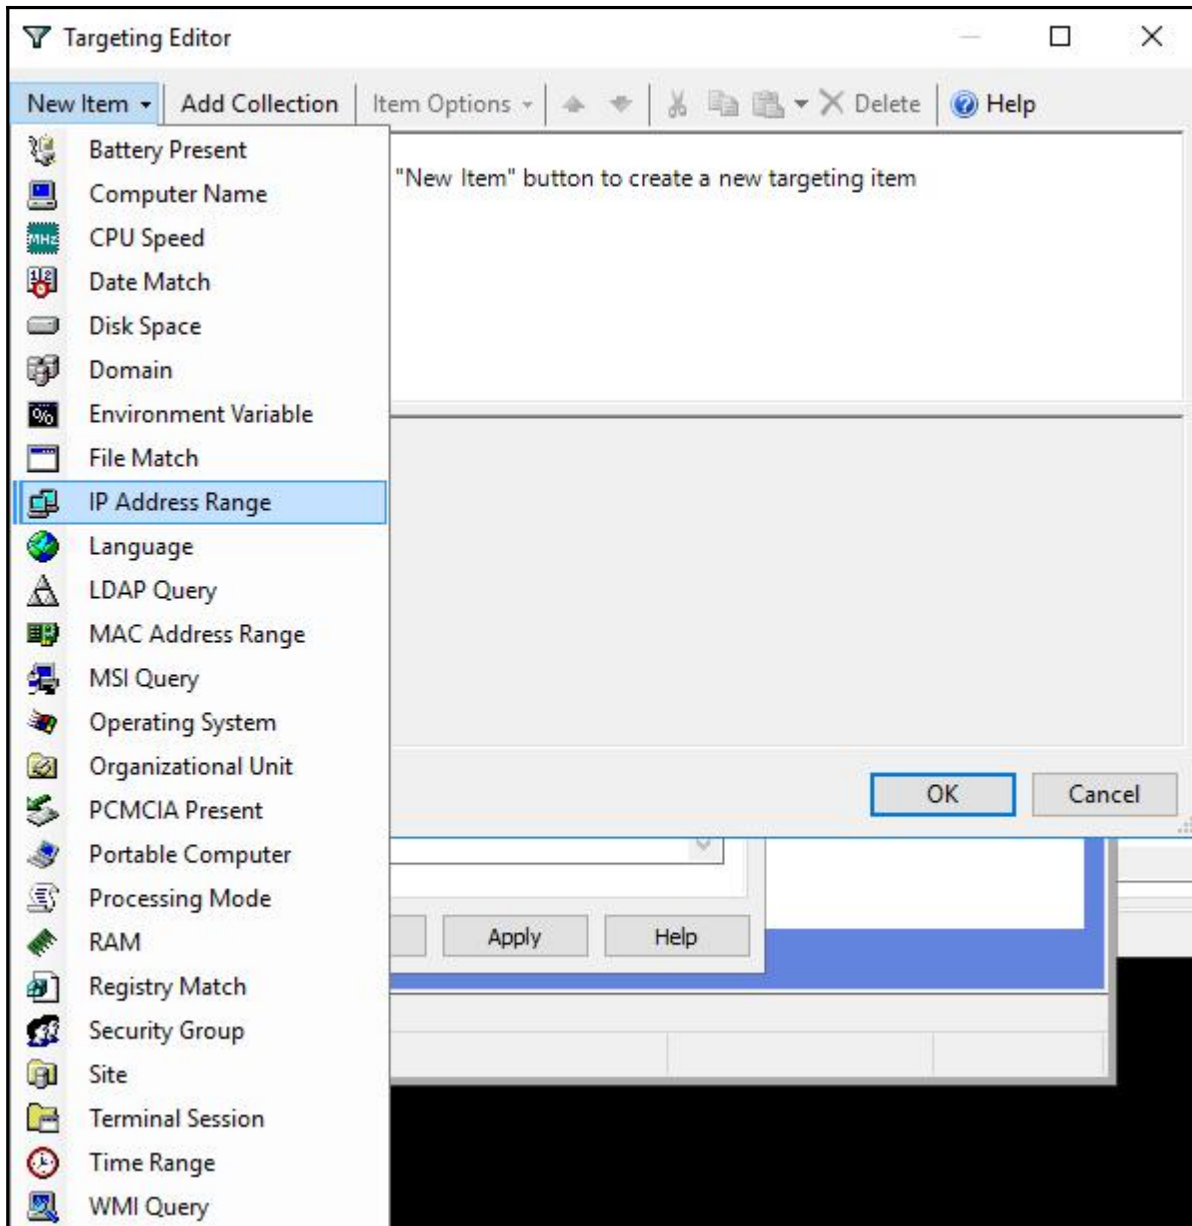 Targeting Editor
New Item Add Collection Item Options Delete Help
"New Item" button to create a new targeting item
Battery Present
Computer Name
MHz CPU Speed
Date Match
Disk Space
Domain
% Environment Variable
File Match
IP Address Range
Language
LDAP Query
MAC Address Range
MSI Query
Operating System
Organizational Unit
PCMCIA Present
Portable Computer
Processing Mode
RAM
Registry Match
Security Group
Site
Terminal Session
Time Range
WMI Query
OK Cancel
Apply Help